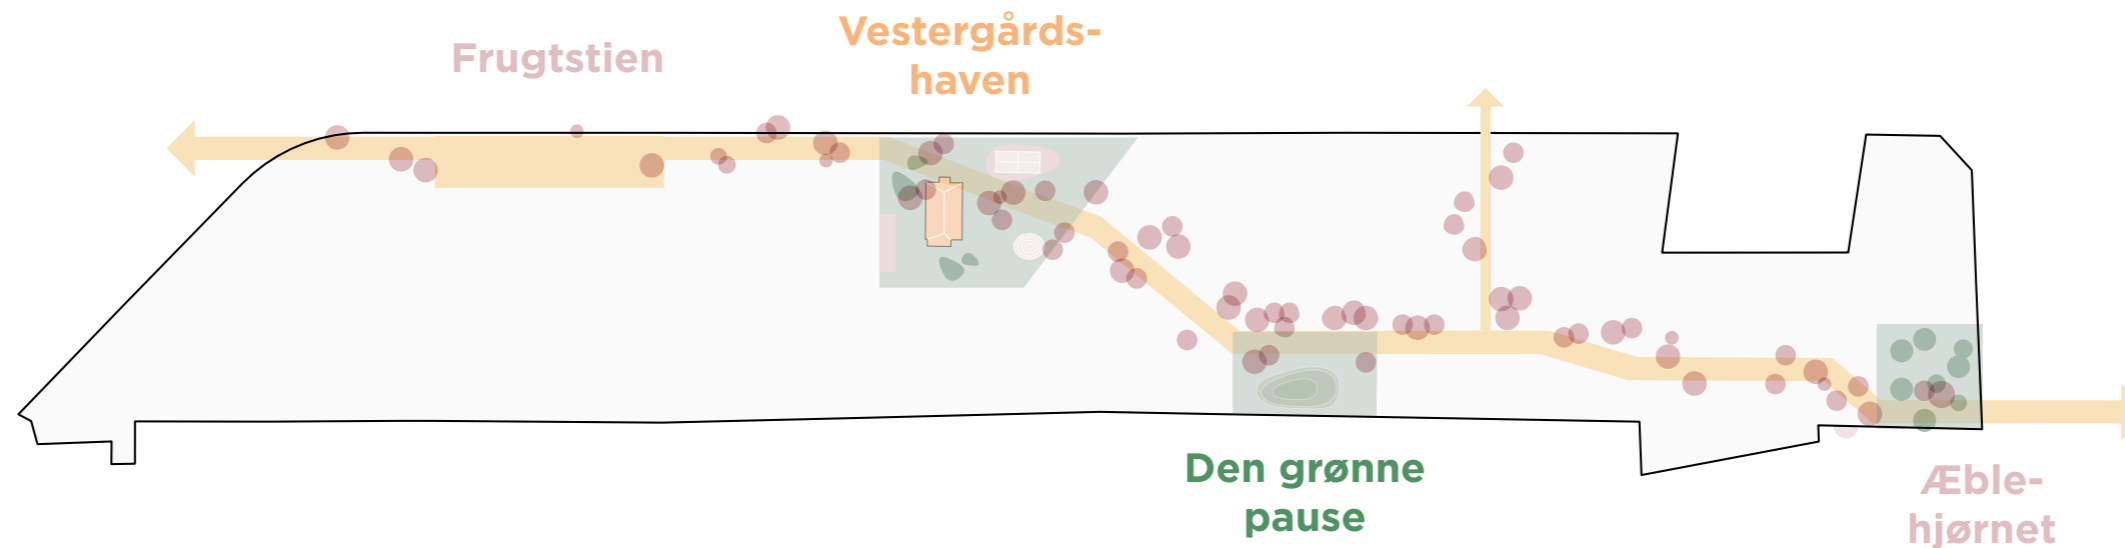 Frugtstien
Vestergårds-
haven
Den grønne
pause
Æble-
hjørnet